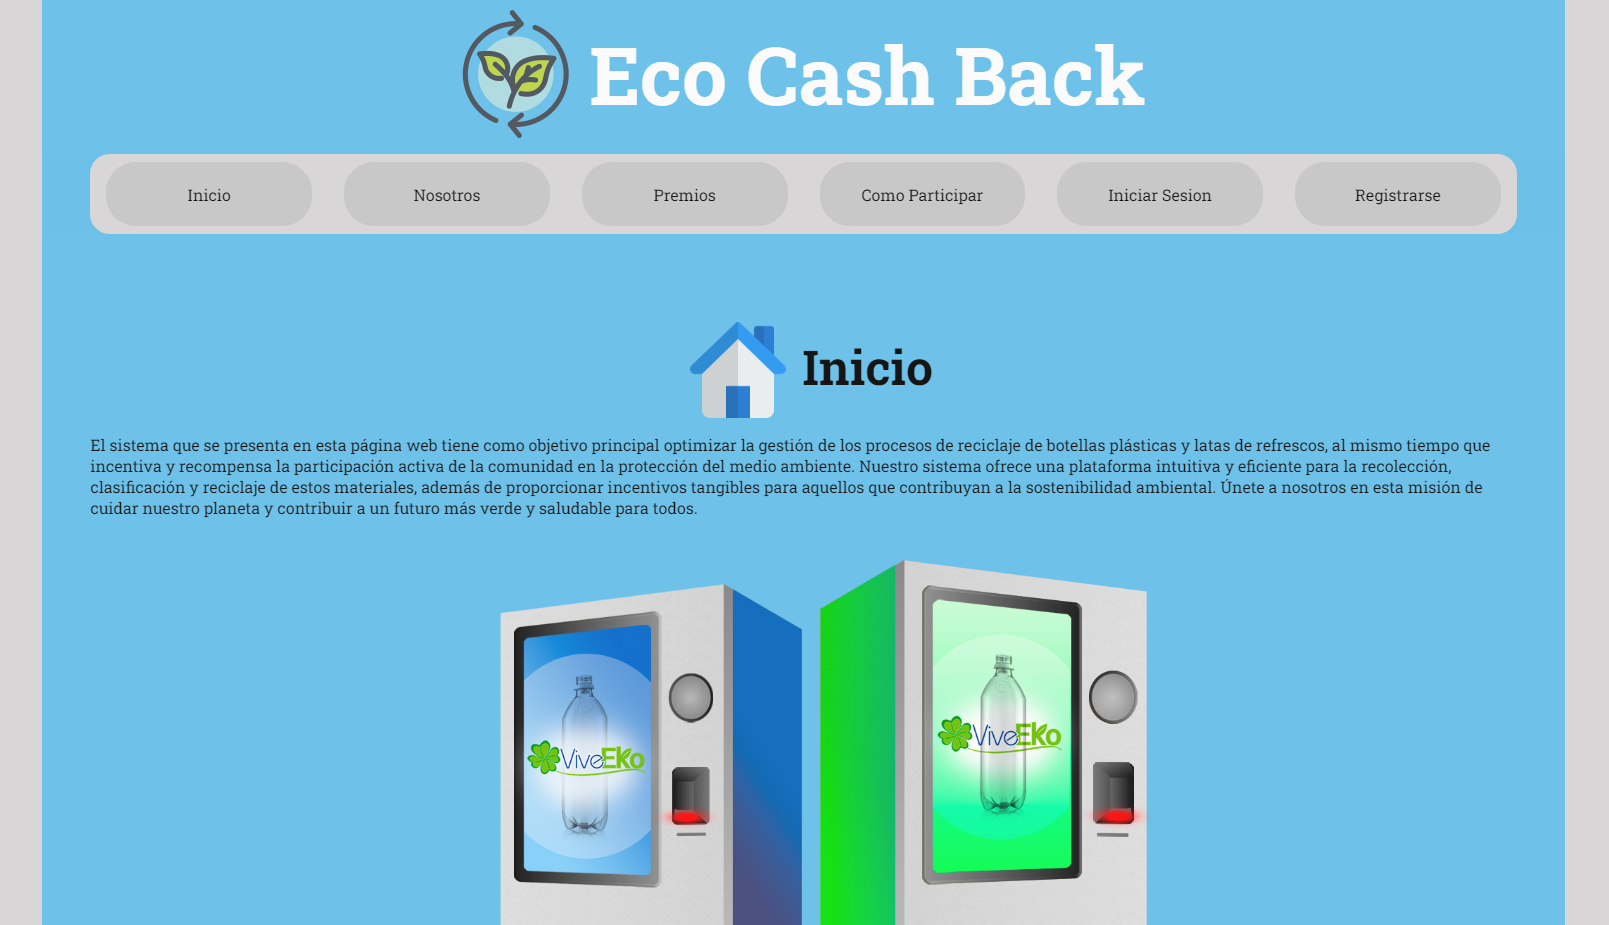 Eco Cash Back
Inicio
Nosotros
Premios
Como Participar
Iniciar Sesion
Registrarse
Inicio
El sistema que se presenta en esta página web tiene como objetivo principal optimizar la gestión de los procesos de reciclaje de botellas plásticas y latas de refrescos, al mismo tiempo que
incentiva y recompensa la participación activa de la comunidad en la protección del medio ambiente. Nuestro sistema ofrece una plataforma intuitiva y eficiente para la recolección,
clasificación y reciclaje de estos materiales, además de proporcionar incentivos tangibles para aquellos que contribuyan a la sostenibilidad ambiental. Únete a nosotros en esta misión de
cuidar nuestro planeta y contribuir a un futuro más verde y saludable para todos.
ViveEko
ViveEko